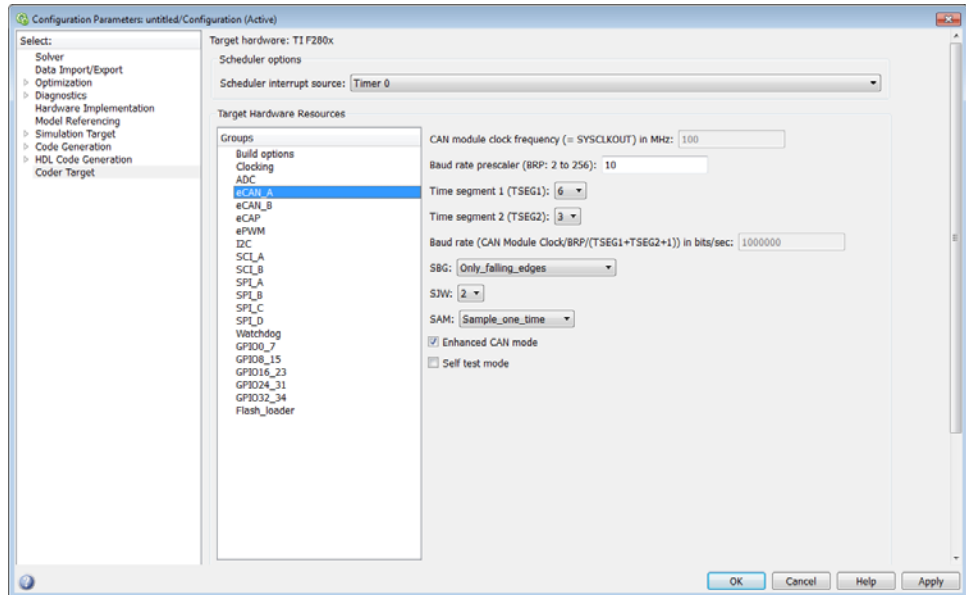 Configuration Parameters: untitled/Configuration (Active)
Select:
Solver
Data Import/Export
Optimization
Diagnostics
Hardware Implementation
Model Referencing
Simulation Target
Code Generation
HDL Code Generation
Coder Target
Target hardware: TI F280x
Scheduler options
Scheduler interrupt source: Timer 0
Target Hardware Resources
Groups
Build options
Clocking
ADC
eCAN_A
eCAN_B
eCAP
ePWM
I2C
SCI_A
SCI_B
SPI_A
SPI_B
SPI_C
SPI_D
Watchdog
GPIO0_7
GPIO8_15
GPIO16_23
GPIO24_31
GPIO32_34
Flash_loader
CAN module clock frequency (= SYSCLKOUT) in MHz: 100
Baud rate prescaler (BRP: 2 to 256): 10
Time segment 1 (TSEG1): 6
Time segment 2 (TSEG2): 3
Baud rate (CAN Module Clock/BRP/(TSEG1+TSEG2+1)) in bits/sec: 1000000
SBG: Only_falling_edges
SJW: 2
SAM: Sample_one_time
Enhanced CAN mode
Self test mode
OK Cancel Help Apply